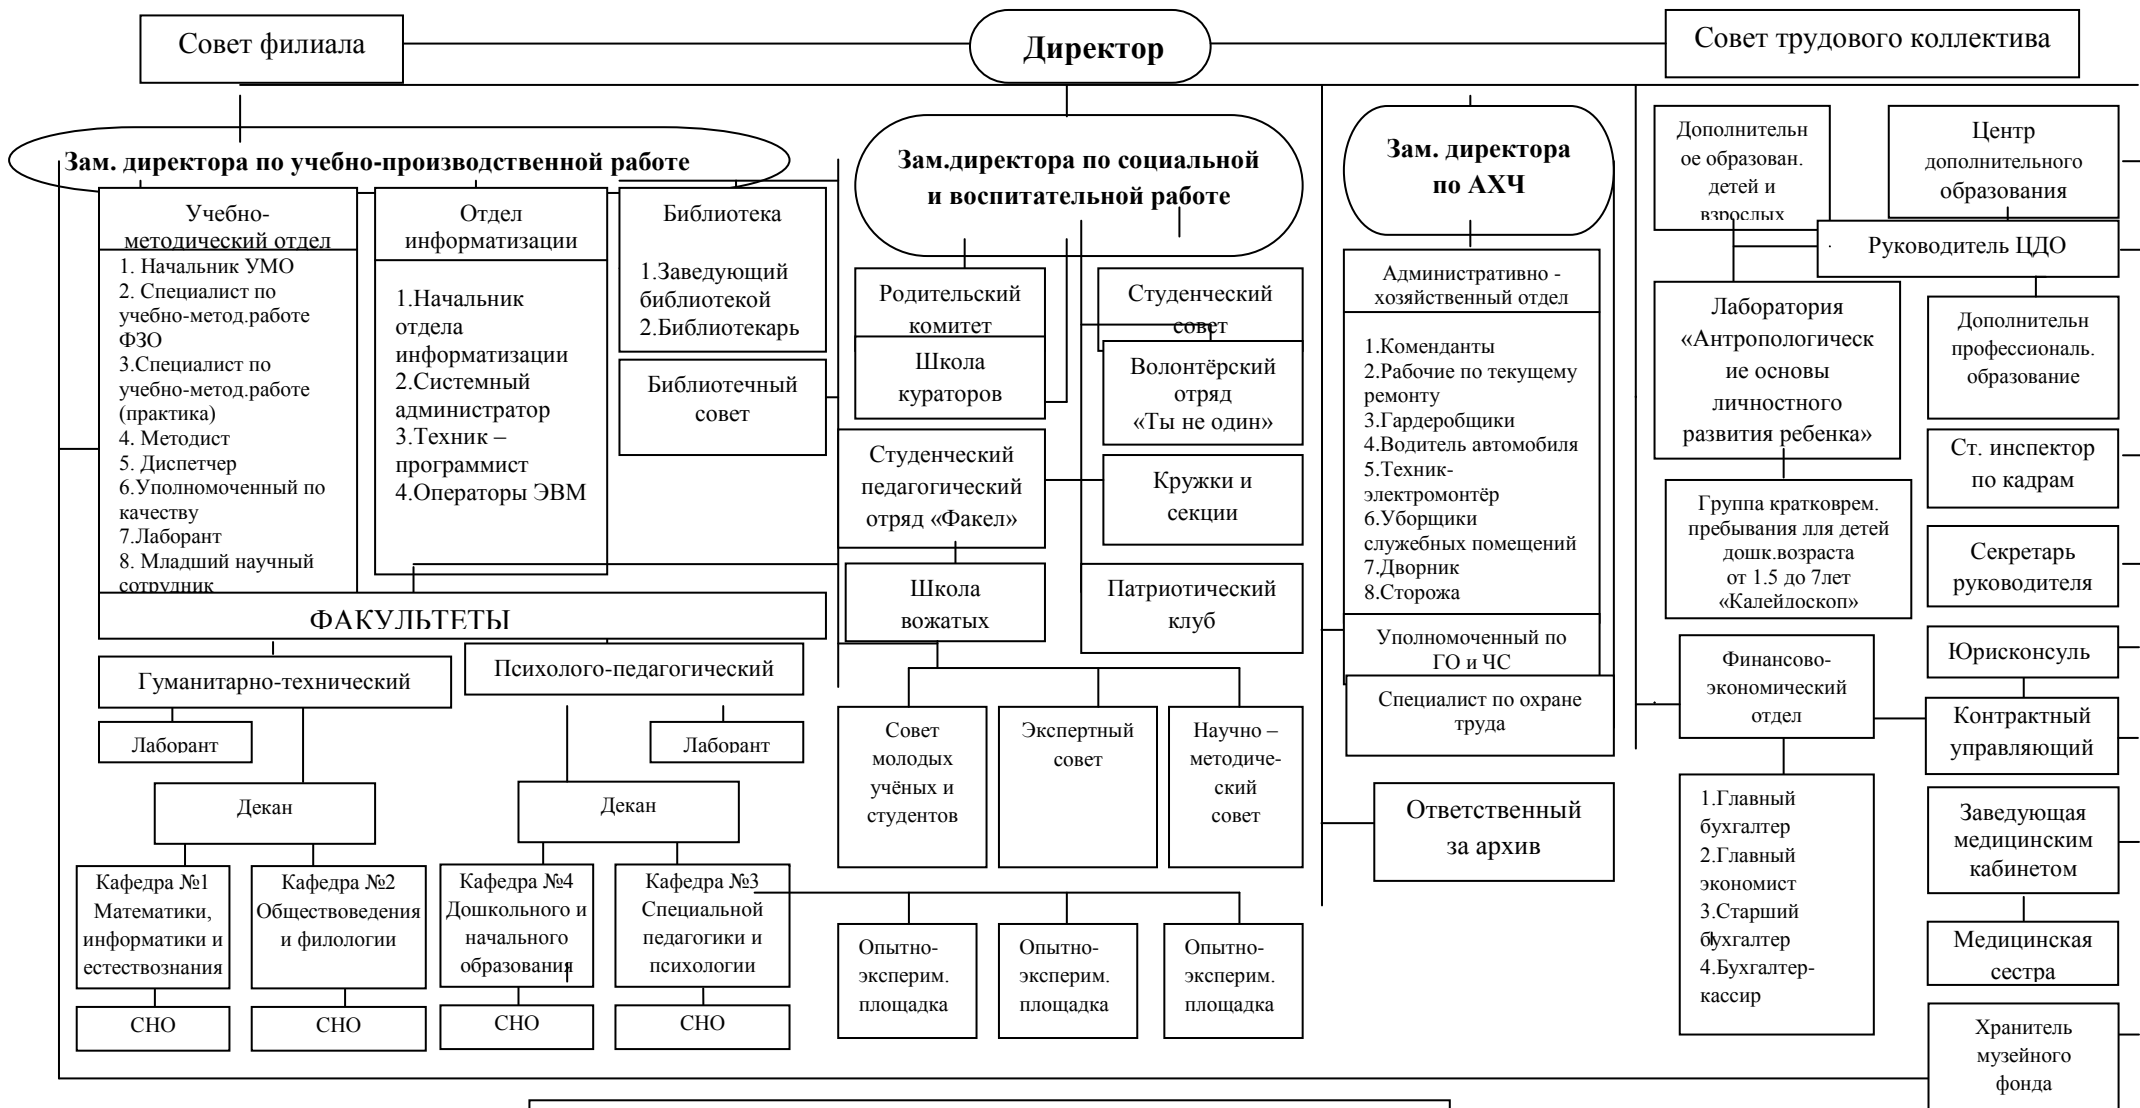 Совет филиала
Директор
Совет трудового коллектива
Зам. директора по учебно-производственной работе
Учебно-
методический отдел
1. Начальник УМО
2. Специалист по
учебно-метод.работе
ФЗО
3.Специалист по
учебно-метод.работе
(практика)
4. Методист
5. Диспетчер
6.Уполномоченный по
качеству
7.Лаборант
8. Младший научный
сотрудник
Отдел
информатизации
1.Начальник
отдела
информатизации
2.Системный
администратор
3.Техник –
программист
4.Операторы ЭВМ
Библиотека
1.Заведующий
библиотекой
2.Библиотекарь
Библиотечный
совет
ФАКУЛЬТЕТЫ
Гуманитарно-технический
Психолого-педагогический
Лаборант
Лаборант
Декан
Декан
Кафедра №1
Математики,
информатики и
естествознания
Кафедра №2
Обществоведения
и филологии
Кафедра №4
Дошкольного и
начального
образования
Кафедра №3
Специальной
педагогики и
психологии
СНО
СНО
СНО
СНО
Зам.директора по социальной
и воспитательной работе
Родительский
комитет
Школа
кураторов
Студенческий
совет
Волонтёрский
отряд
«Ты не один»
Студенческий
педагогический
отряд «Факел»
Кружки и
секции
Школа
вожатых
Патриотический
клуб
Совет
молодых
учёных и
студентов
Экспертный
совет
Научно –
методиче-
ский
совет
Опытно-
эксперим.
площадка
Опытно-
эксперим.
площадка
Опытно-
эксперим.
площадка
Зам. директора
по АХЧ
Административно -
хозяйственный отдел
1.Коменданты
2.Рабочие по текущему
ремонту
3.Гардеробщики
4.Водитель автомобиля
5.Техник-
электромонтёр
6.Уборщики
служебных помещений
7.Дворник
8.Сторожа
Уполномоченный по
ГО и ЧС
Специалист по охране
труда
Ответственный
за архив
Дополнительн
ое образован.
детей и
взрослых
Центр
дополнительного
образования
Руководитель ЦДО
Лаборатория
«Антропологическ
ие основы
личностного
развития ребенка»
Дополнительн
профессиональ.
образование
Группа кратковрем.
пребывания лля детей
дошк.возраста
от 1.5 до 7лет
«Калейдоскоп»
Ст. инспектор
по кадрам
Секретарь
руководителя
Финансово-
экономический
отдел
Юрисконсуль
Контрактный
управляющий
1.Главный
бухгалтер
2.Главный
экономист
3.Старший
бухгалтер
4.Бухгалтер-
кассир
Заведующая
медицинским
кабинетом
Медицинская
сестра
Хранитель
музейного
фонда